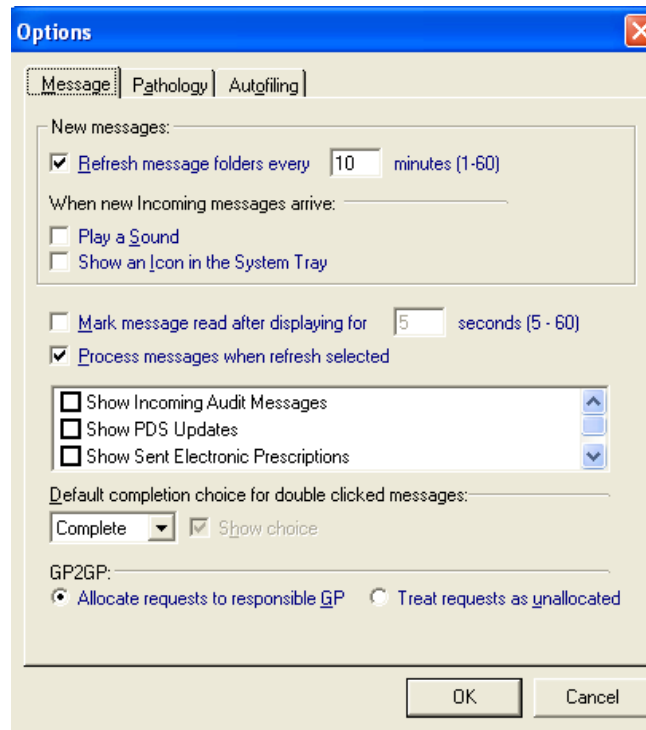 Options
Message Pathology Autofiling
New messages:
Refresh message folders every 10 minutes (1-60)
When new Incoming messages arrive:
Play a Sound
Show an Icon in the System Tray
Mark message read after displaying for 5 seconds (5 - 60)
Process messages when refresh selected
Show Incoming Audit Messages
Show PDS Updates
Show Sent Electronic Prescriptions
Default completion choice for double clicked messages:
Complete Show choice
GP2GP:
Allocate requests to responsible GP Treat requests as unallocated
OK Cancel